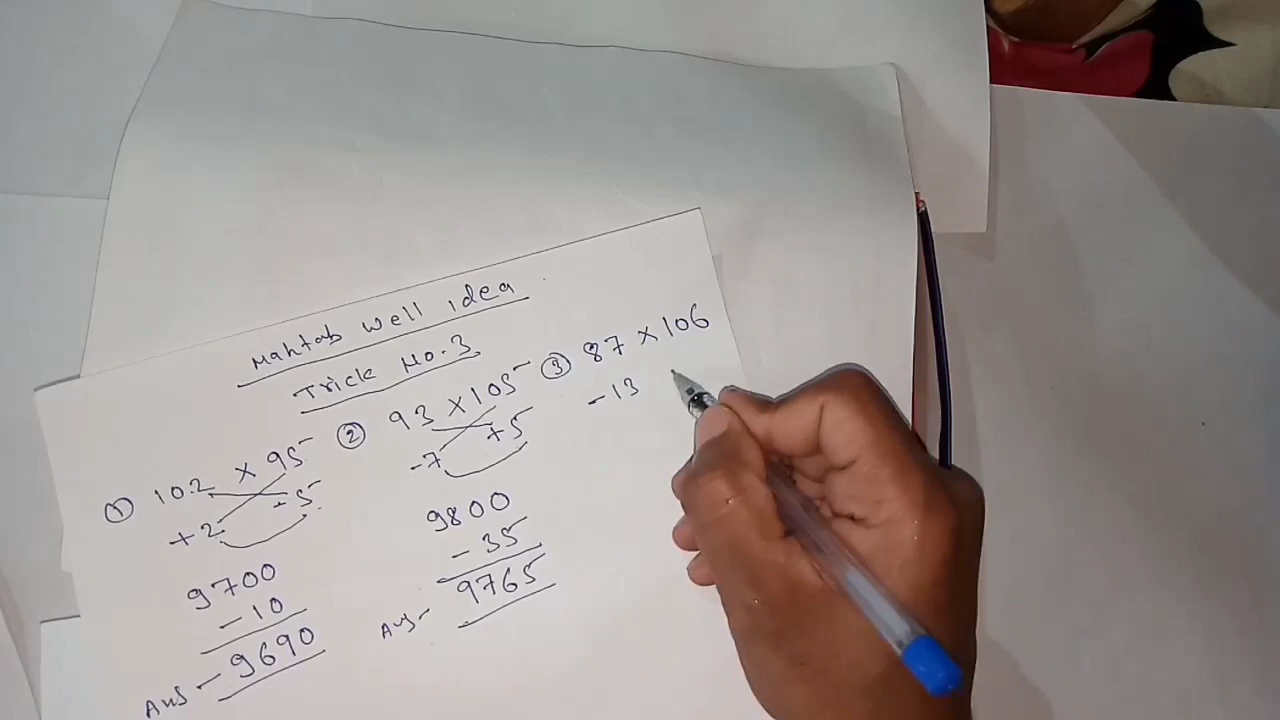 Mahtab well idea
Trick No.3
① 102 × 95
+2 -5
9700
-10
Ans - 9690
② 93 × 105
-7 +5
9800
-35
Ans - 9765
③ 87 × 106
-13